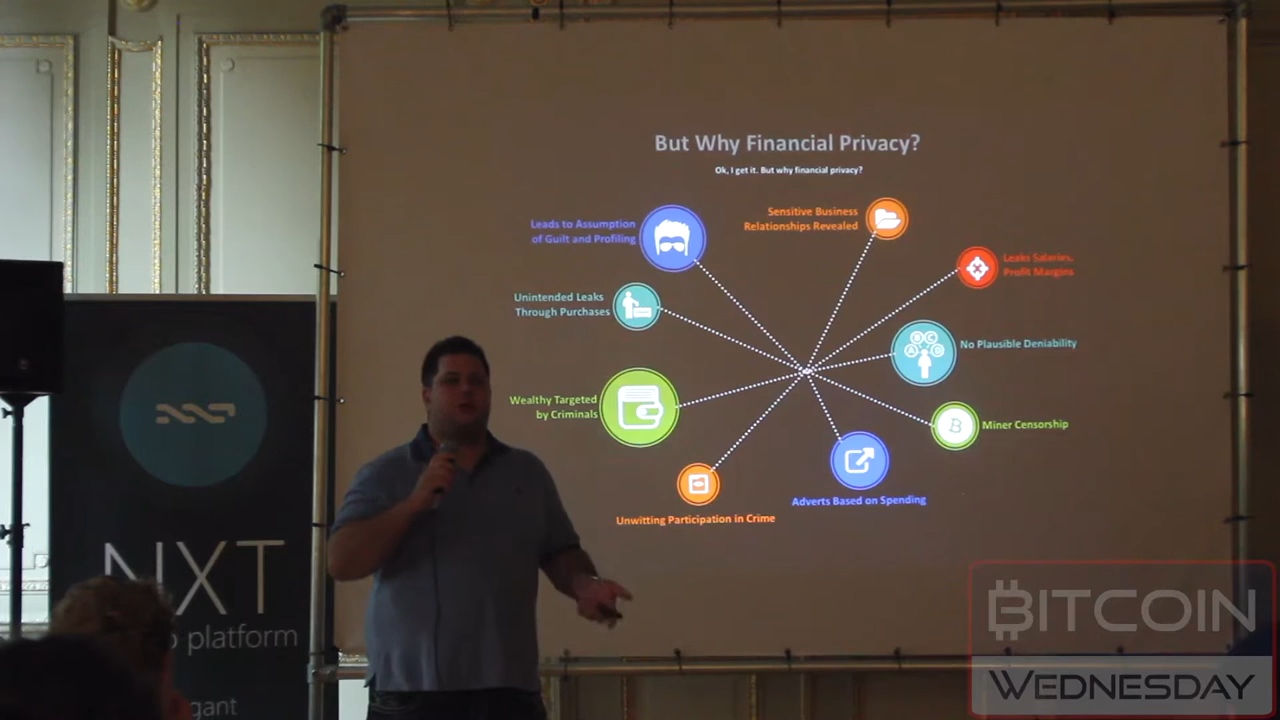 But Why Financial Privacy?
Ok, I get it. But why financial privacy?
Leads to Assumption
of Guilt and Profiling
Sensitive Business
Relationships Revealed
Leaks Salaries,
Profit Margins
Unintended Leaks
Through Purchases
No Plausible Deniability
A B C D
Wealthy Targeted
by Criminals
Miner Censorship
Adverts Based on Spending
Unwitting Participation in Crime
NXT
platform
BITCOIN
WEDNESDAY